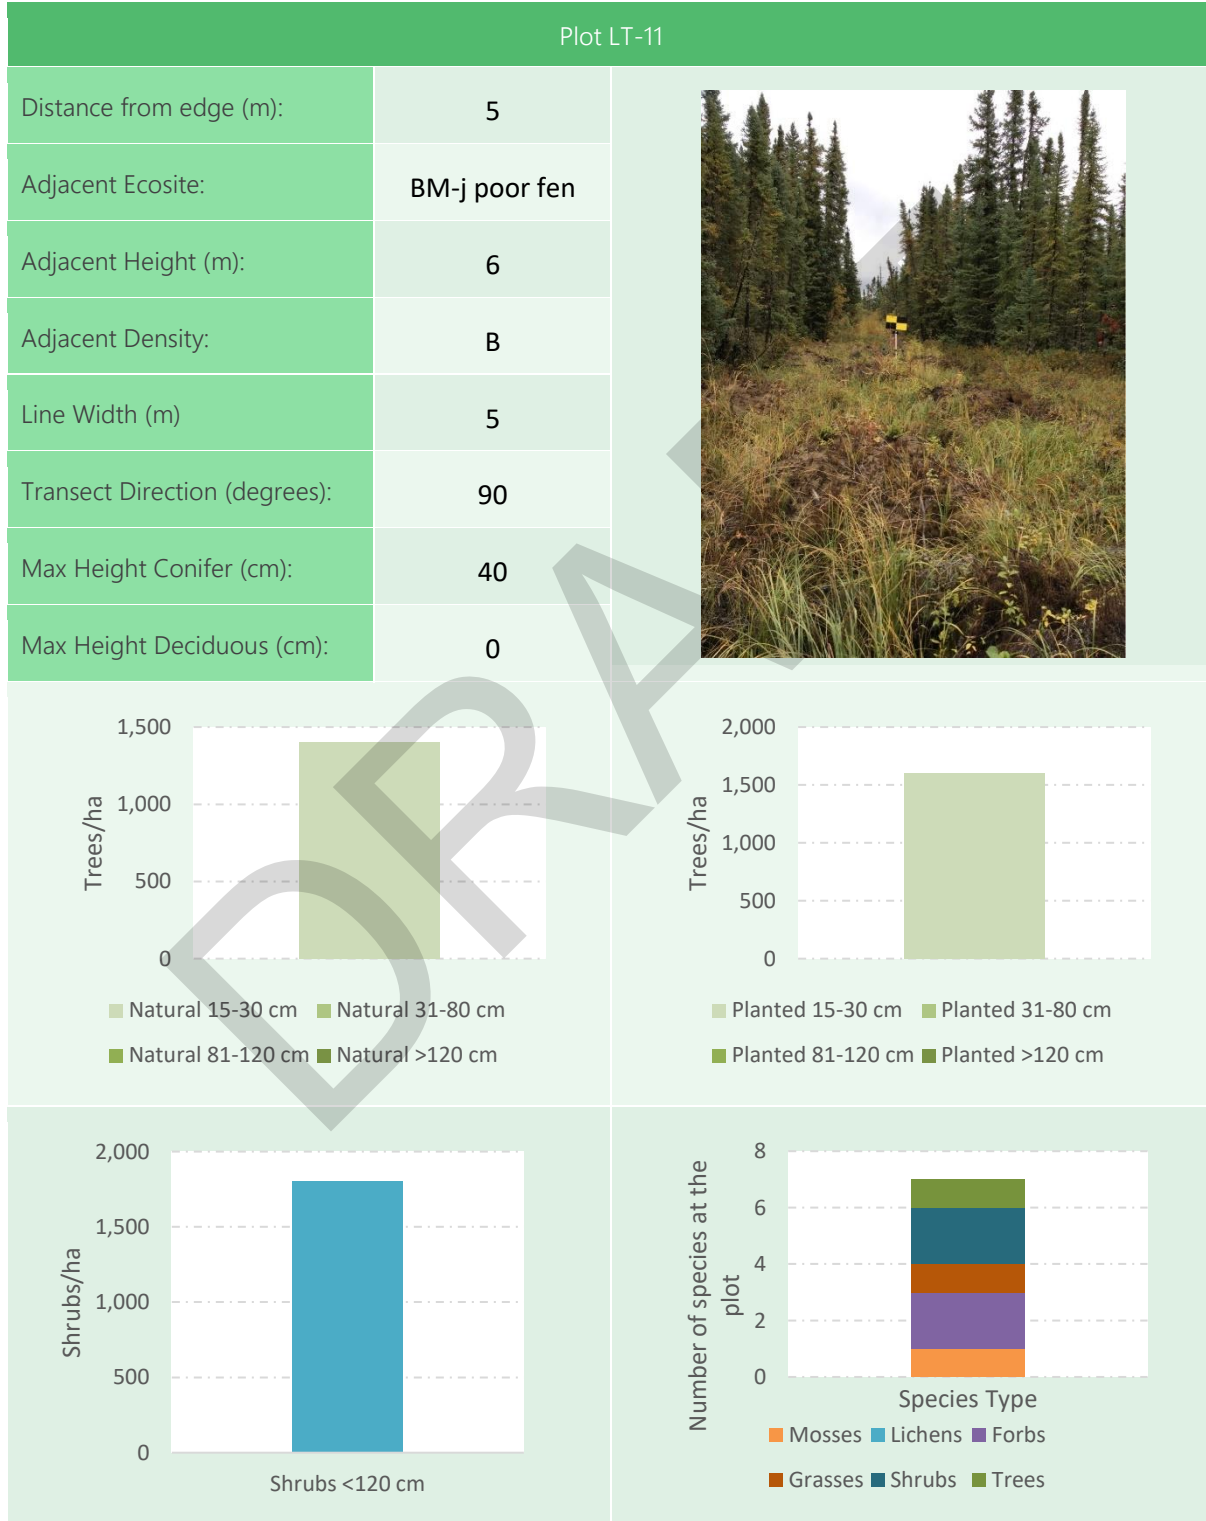 Plot LT-11
Distance from edge (m): 5
Adjacent Ecosite: BM-j poor fen
Adjacent Height (m): 6
Adjacent Density: B
Line Width (m) 5
Transect Direction (degrees): 90
Max Height Conifer (cm): 40
Max Height Deciduous (cm): 0
1,500
1,000
500
0
Trees/ha
Natural 15-30 cm Natural 31-80 cm
Natural 81-120 cm Natural >120 cm
2,000
1,500
1,000
500
0
Trees/ha
Planted 15-30 cm Planted 31-80 cm
Planted 81-120 cm Planted >120 cm
2,000
1,500
1,000
500
0
Shrubs/ha
Shrubs <120 cm
8
6
4
2
0
Number of species at the
plot
Species Type
Mosses Lichens Forbs
Grasses Shrubs Trees
DRAFT